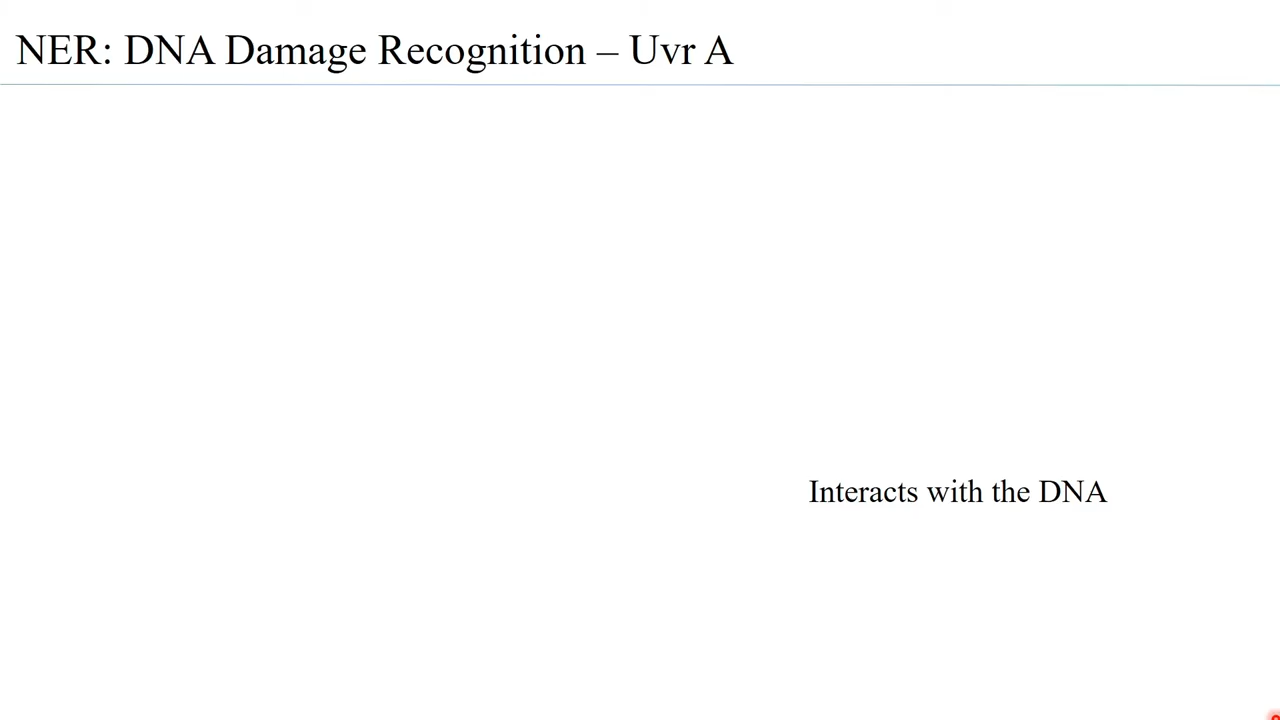 NER: DNA Damage Recognition – Uvr A
Interacts with the DNA